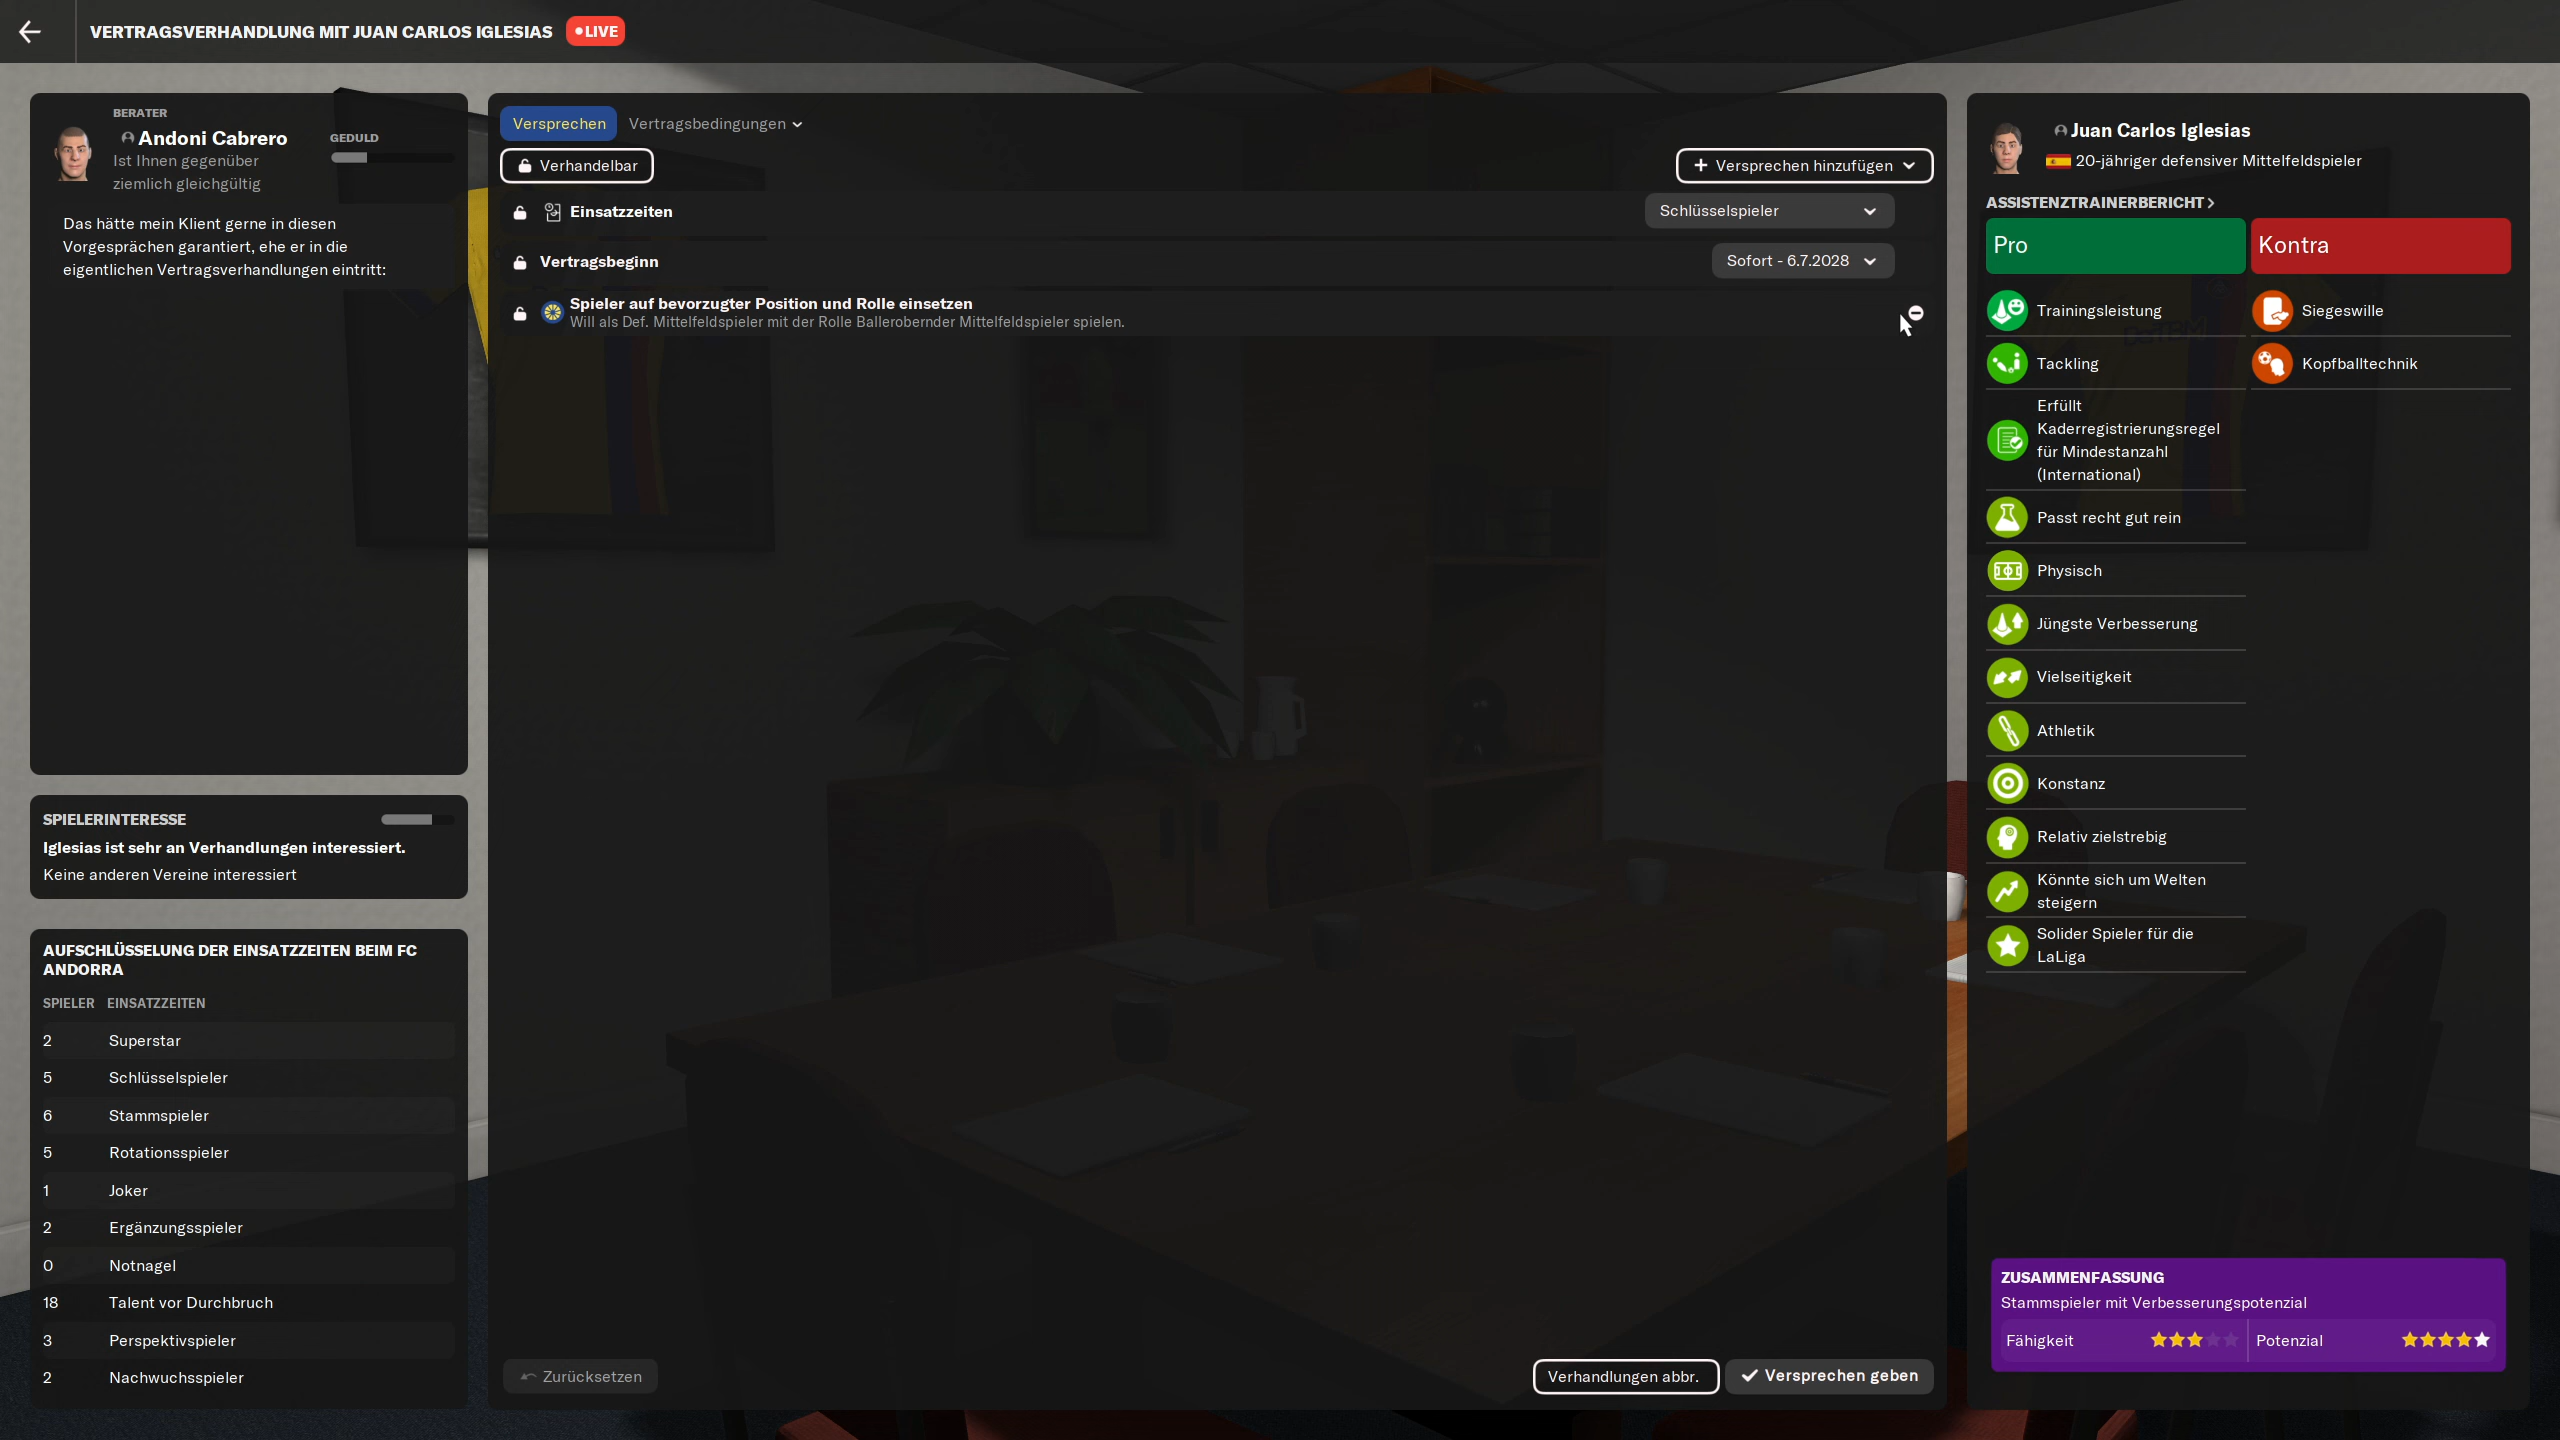 VERTRAGSVERHANDLUNG MIT JUAN CARLOS IGLESIAS
LIVE
BERATER
Andoni Cabrero
Ist Ihnen gegenüber
ziemlich gleichgültig
GEDULD
Das hätte mein Klient gerne in diesen
Vorgesprächen garantiert, ehe er in die
eigentlichen Vertragsverhandlungen eintritt:
SPIELERINTERESSE
Iglesias ist sehr an Verhandlungen interessiert.
Keine anderen Vereine interessiert
AUFSCHLÜSSELUNG DER EINSATZZEITEN BEIM FC
ANDORRA
SPIELER EINSATZZEITEN
2 Superstar
5 Schlüsselspieler
6 Stammspieler
5 Rotationsspieler
1 Joker
2 Ergänzungsspieler
0 Notnagel
18 Talent vor Durchbruch
3 Perspektivspieler
2 Nachwuchsspieler
Versprechen Vertragsbedingungen
Verhandelbar
Versprechen hinzufügen
Einsatzzeiten Schlüsselspieler
Vertragsbeginn Sofort - 6.7.2028
Spieler auf bevorzugter Position und Rolle einsetzen
Will als Def. Mittelfeldspieler mit der Rolle Ballerobernder Mittelfeldspieler spielen.
Zurücksetzen
Verhandlungen abbr.
Versprechen geben
Juan Carlos Iglesias
20-jähriger defensiver Mittelfeldspieler
ASSISTENZTRAINERBERICHT
Pro
Kontra
Trainingsleistung
Siegeswille
Tackling
Kopfballtechnik
Erfüllt
Kaderregistrierungsregel
für Mindestanzahl
(International)
Passt recht gut rein
Physisch
Jüngste Verbesserung
Vielseitigkeit
Athletik
Konstanz
Relativ zielstrebig
Könnte sich um Welten
steigern
Solider Spieler für die
LaLiga
ZUSAMMENFASSUNG
Stammspieler mit Verbesserungspotenzial
Fähigkeit
Potenzial